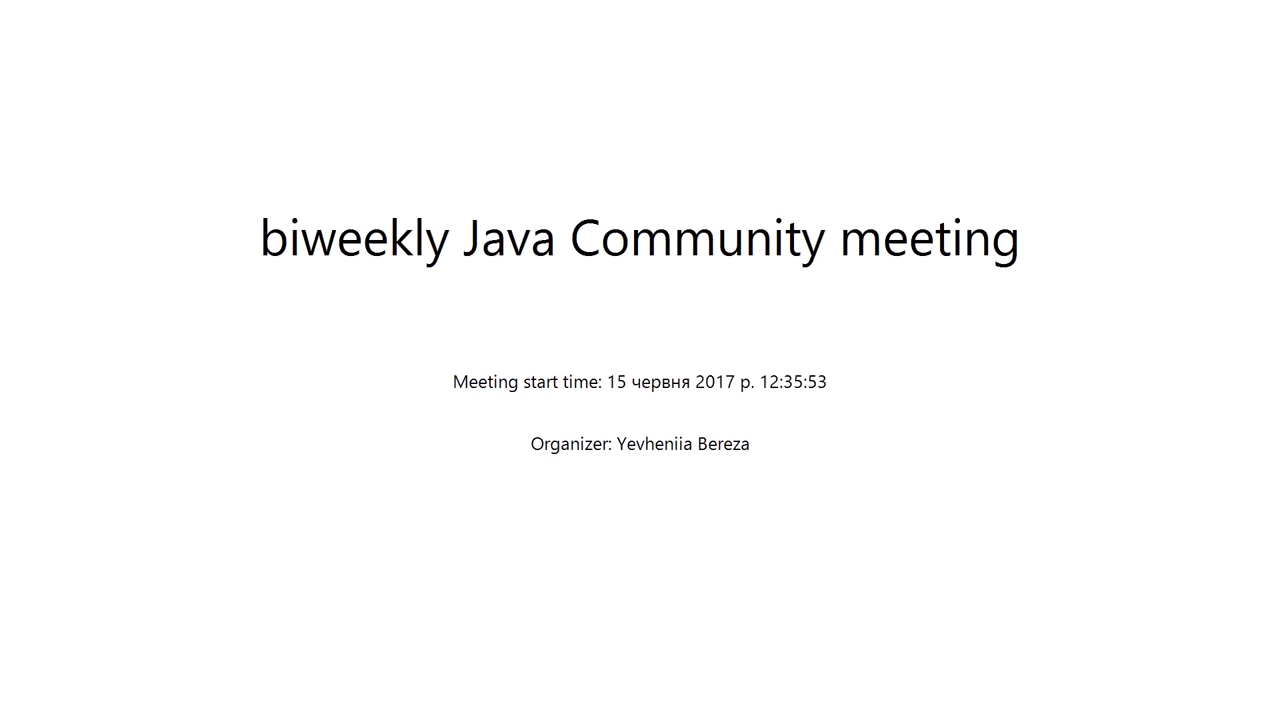 biweekly Java Community meeting
Meeting start time: 15 червня 2017 р. 12:35:53
Organizer: Yevheniia Bereza